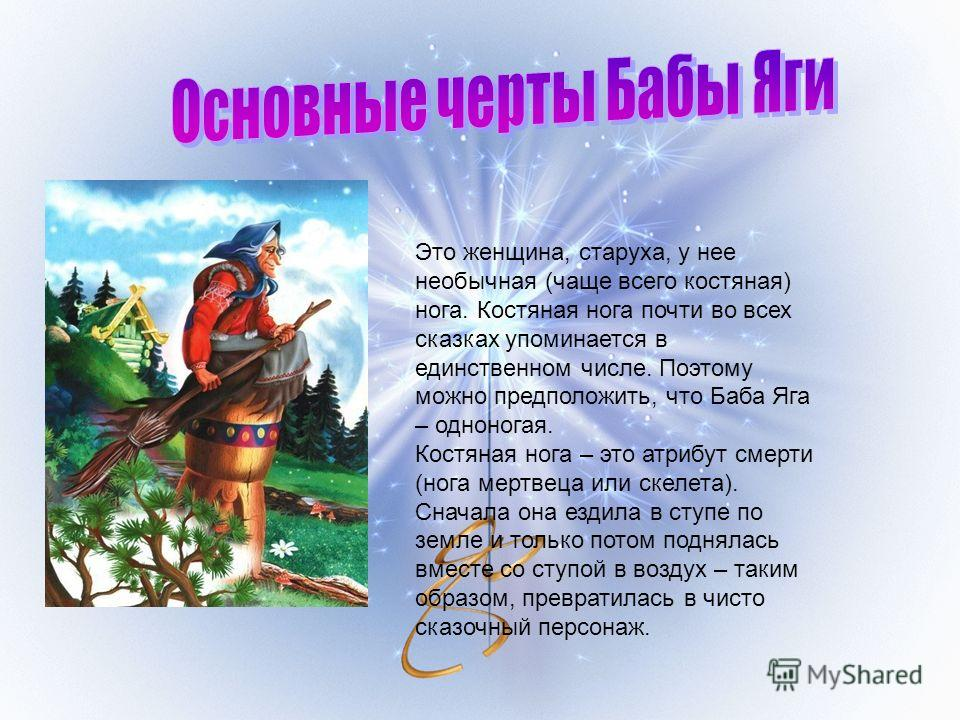 Основные черты Бабы Яги
Это женщина, старуха, у нее
необычная (чаще всего костяная)
нога. Костяная нога почти во всех
сказках упоминается в
единственном числе. Поэтому
можно предположить, что Баба Яга
– одноногая.
Костяная нога – это атрибут смерти
(нога мертвеца или скелета).
Сначала она ездила в ступе по
земле и только потом поднялась
вместе со ступой в воздух – таким
образом, превратилась в чисто
сказочный персонаж.
MyShared